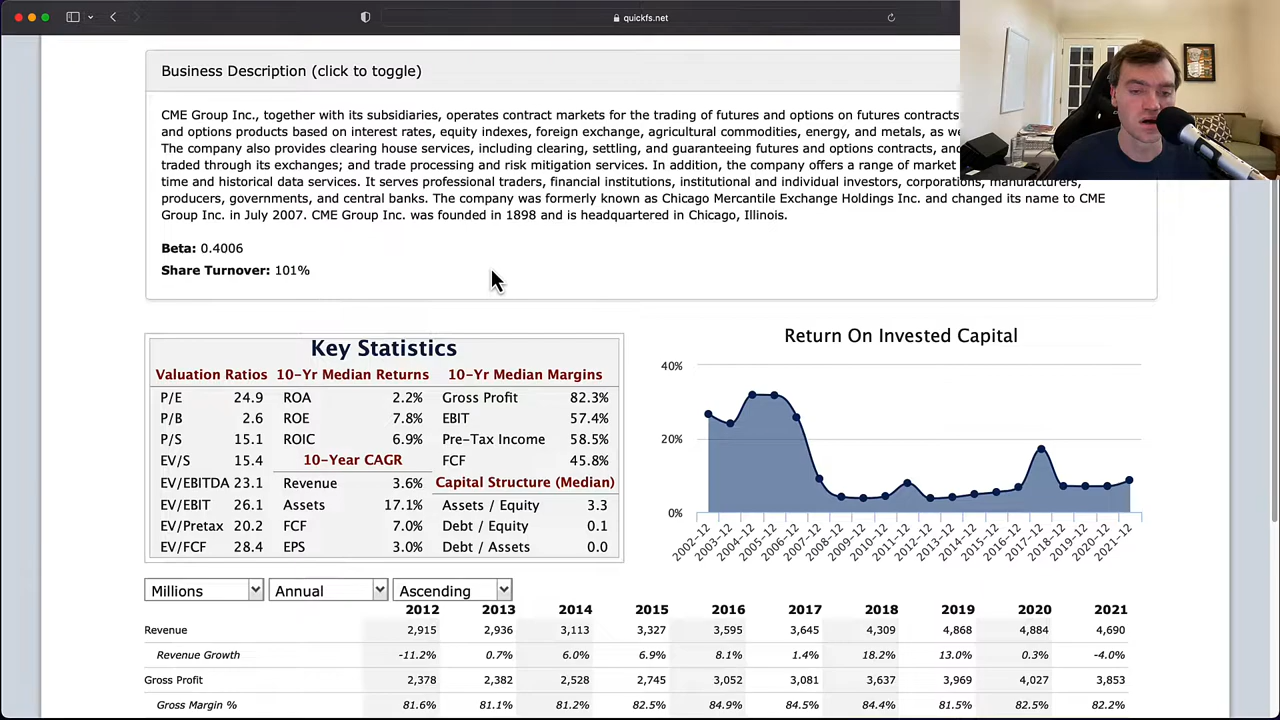 quickfs.net
Business Description (click to toggle)
CME Group Inc., together with its subsidiaries, operates contract markets for the trading of futures and options on futures contracts
and options products based on interest rates, equity indexes, foreign exchange, agricultural commodities, energy, and metals, as we
The company also provides clearing house services, including clearing, settling, and guaranteeing futures and options contracts, and
traded through its exchanges; and trade processing and risk mitigation services. In addition, the company offers a range of market
time and historical data services. It serves professional traders, financial institutions, institutional and individual investors, corporations, manufacturers,
producers, governments, and central banks. The company was formerly known as Chicago Mercantile Exchange Holdings Inc. and changed its name to CME
Group Inc. in July 2007. CME Group Inc. was founded in 1898 and is headquartered in Chicago, Illinois.
Beta: 0.4006
Share Turnover: 101%
Key Statistics
Valuation Ratios 10-Yr Median Returns 10-Yr Median Margins
P/E 24.9 ROA 2.2% Gross Profit 82.3%
P/B 2.6 ROE 7.8% EBIT 57.4%
P/S 15.1 ROIC 6.9% Pre-Tax Income 58.5%
EV/S 15.4 10-Year CAGR FCF 45.8%
EV/EBITDA 23.1 Revenue 3.6% Capital Structure (Median)
EV/EBIT 26.1 Assets 17.1% Assets / Equity 3.3
EV/Pretax 20.2 FCF 7.0% Debt / Equity 0.1
EV/FCF 28.4 EPS 3.0% Debt / Assets 0.0
Return On Invested Capital
40%
20%
0%
2002-12 2003-12 2004-12 2005-12 2006-12 2007-12 2008-12 2009-12 2010-12 2011-12 2012-12 2013-12 2014-12 2015-12 2016-12 2017-12 2018-12 2019-12 2020-12 2021-12
Millions Annual Ascending
2012 2013 2014 2015 2016 2017 2018 2019 2020 2021
Revenue 2,915 2,936 3,113 3,327 3,595 3,645 4,309 4,868 4,884 4,690
Revenue Growth -11.2% 0.7% 6.0% 6.9% 8.1% 1.4% 18.2% 13.0% 0.3% -4.0%
Gross Profit 2,378 2,382 2,528 2,745 3,052 3,081 3,637 3,969 4,027 3,853
Gross Margin % 81.6% 81.1% 81.2% 82.5% 84.9% 84.5% 84.4% 81.5% 82.5% 82.2%